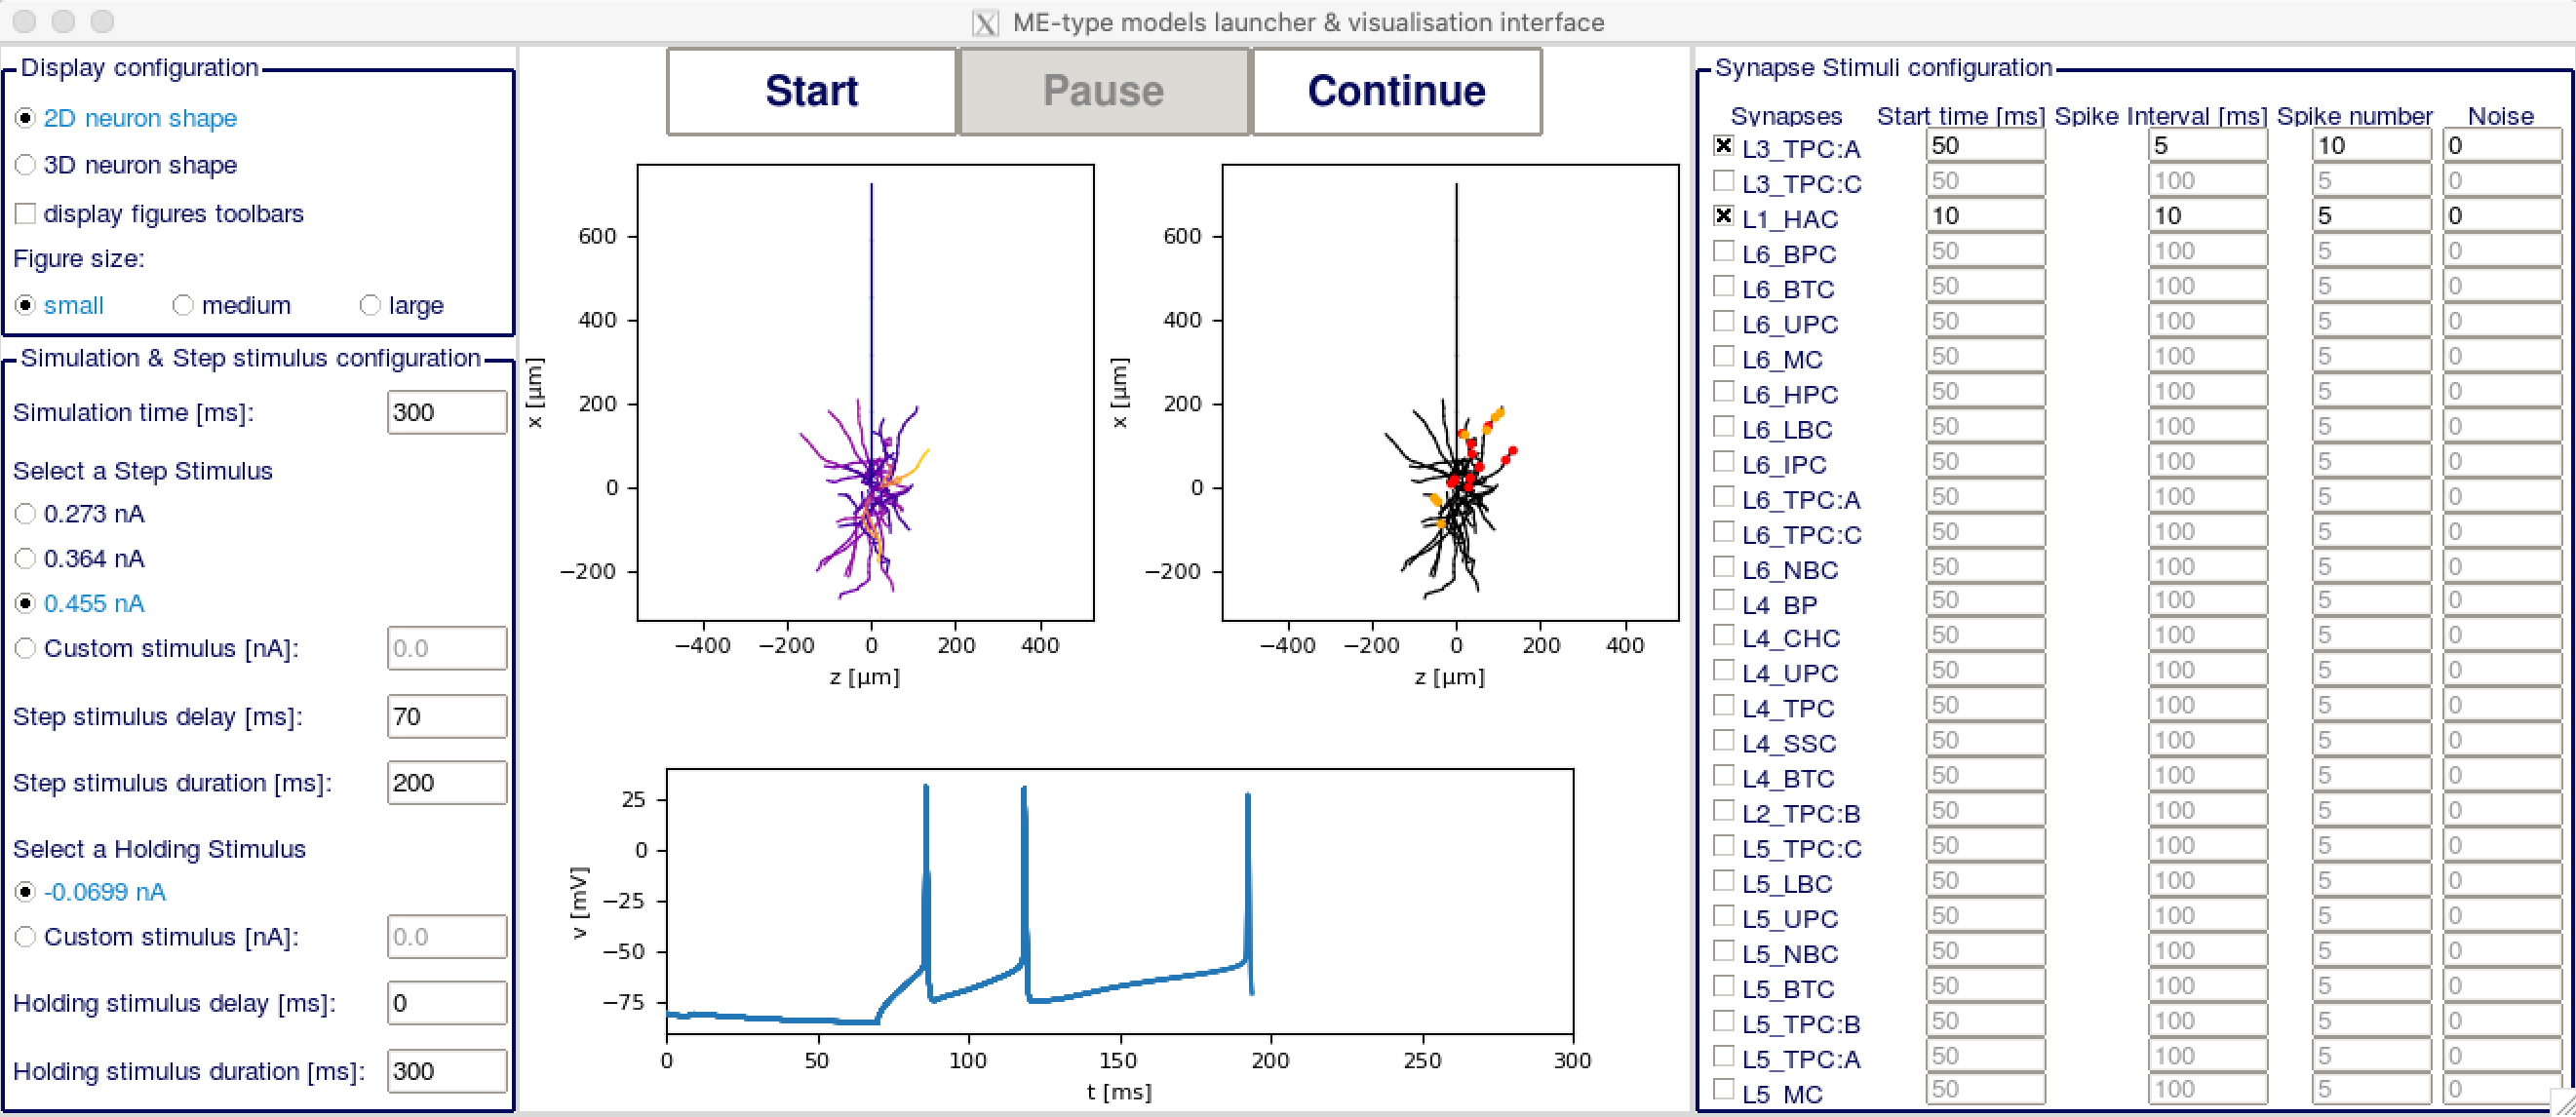 ME-type models launcher & visualisation interface
Display configuration
2D neuron shape
3D neuron shape
display figures toolbars
Figure size:
small medium large
Simulation & Step stimulus configuration
Simulation time [ms]: 300
Select a Step Stimulus
0.273 nA
0.364 nA
0.455 nA
Custom stimulus [nA]: 0.0
Step stimulus delay [ms]: 70
Step stimulus duration [ms]: 200
Select a Holding Stimulus
-0.0699 nA
Custom stimulus [nA]: 0.0
Holding stimulus delay [ms]: 0
Holding stimulus duration [ms]: 300
Start Pause Continue
600
400
200
0
−200
x [μm]
−400 −200 0 200 400
z [μm]
600
400
200
0
−200
x [μm]
−400 −200 0 200 400
z [μm]
25
0
−25
−50
−75
v [mV]
0 50 100 150 200 250 300
t [ms]
Synapse Stimuli configuration
Synapses Start time [ms] Spike Interval [ms] Spike number Noise
L3_TPC:A 50 5 10 0
L3_TPC:C 50 100 5 0
L1_HAC 10 10 5 0
L6_BPC 50 100 5 0
L6_BTC 50 100 5 0
L6_UPC 50 100 5 0
L6_MC 50 100 5 0
L6_HPC 50 100 5 0
L6_LBC 50 100 5 0
L6_IPC 50 100 5 0
L6_TPC:A 50 100 5 0
L6_TPC:C 50 100 5 0
L6_NBC 50 100 5 0
L4_BP 50 100 5 0
L4_CHC 50 100 5 0
L4_UPC 50 100 5 0
L4_TPC 50 100 5 0
L4_SSC 50 100 5 0
L4_BTC 50 100 5 0
L2_TPC:B 50 100 5 0
L5_TPC:C 50 100 5 0
L5_LBC 50 100 5 0
L5_UPC 50 100 5 0
L5_NBC 50 100 5 0
L5_BTC 50 100 5 0
L5_TPC:B 50 100 5 0
L5_TPC:A 50 100 5 0
L5_MC 50 100 5 0